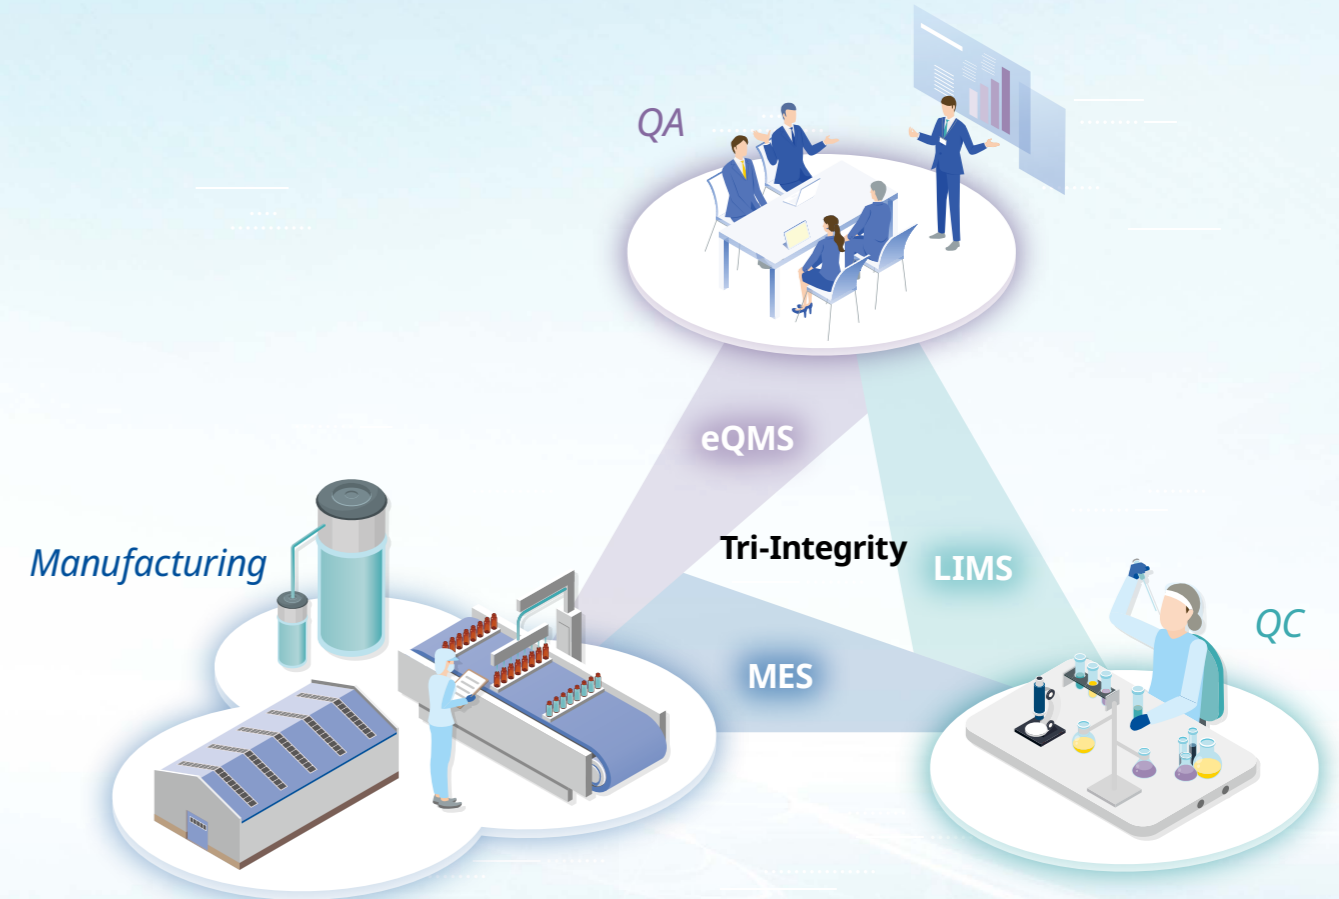 QA
eQMS
Tri-Integrity
LIMS
Manufacturing
QC
MES